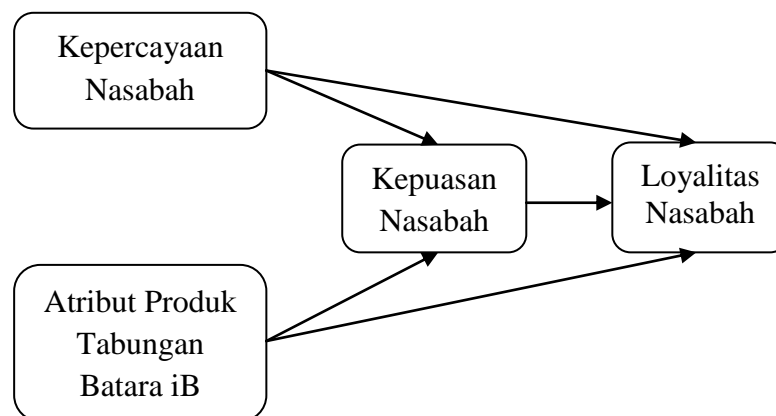 Kepercayaan
Nasabah
Kepuasan
Nasabah
Loyalitas
Nasabah
Atribut Produk
Tabungan
Batara iB